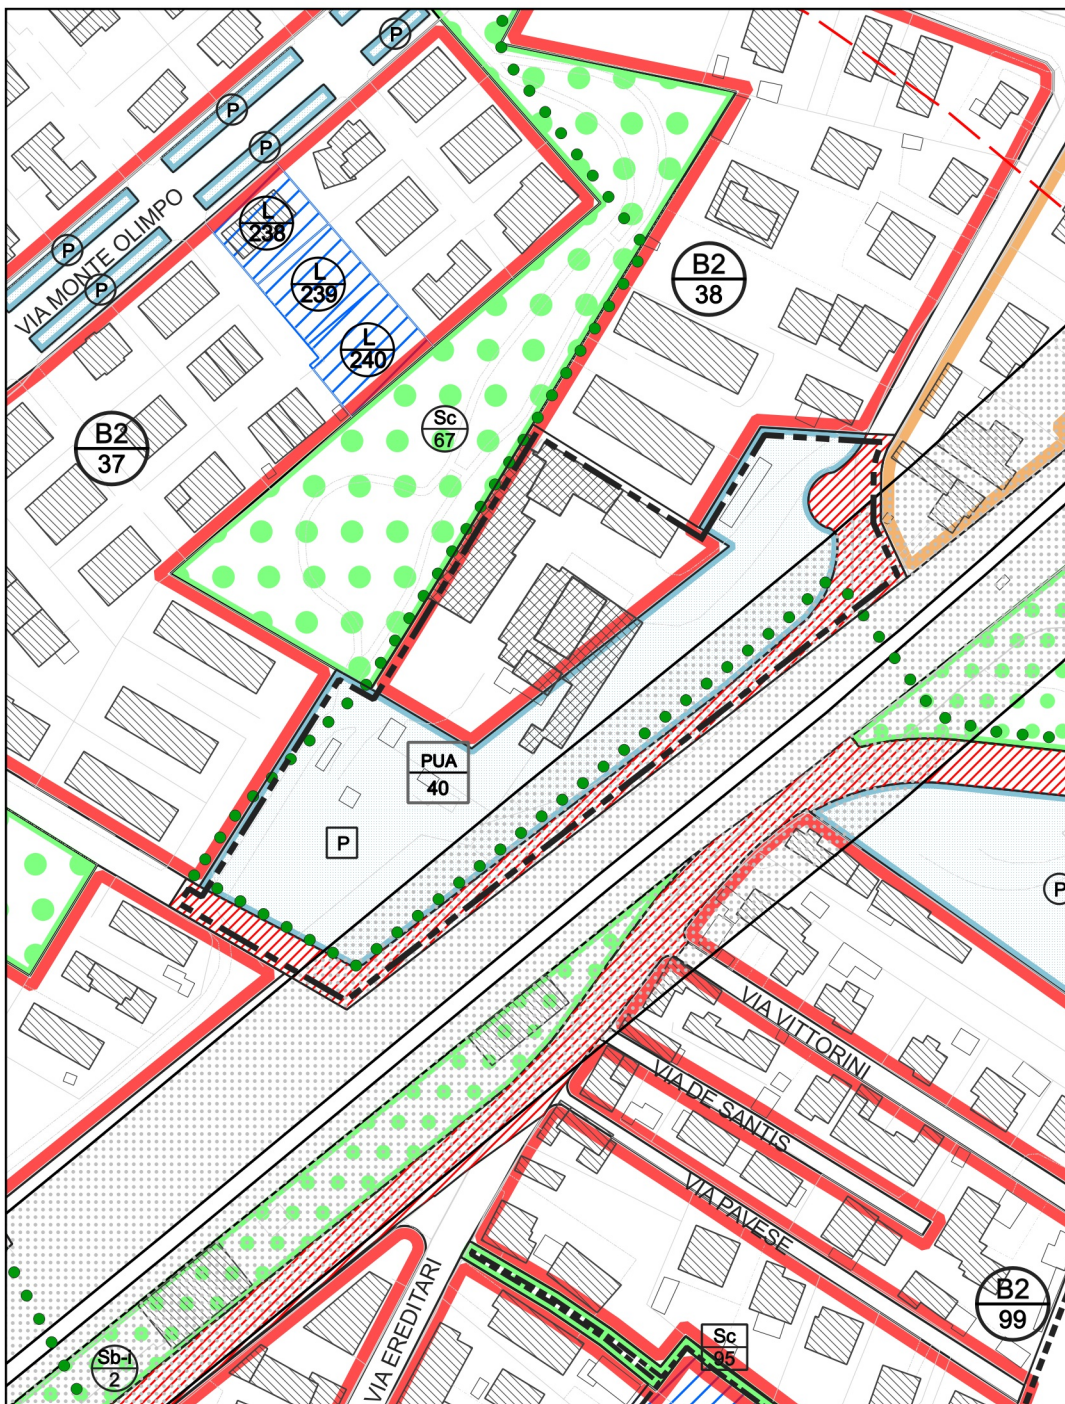 P
P
P
P
P
VIA MONTE OLIMPO
L
238
L
239
L
240
B2
38
B2
37
Sc
67
PUA
40
P
P
VIA VITTORINI
VIA DE SANTIS
VIA PAVESE
VIA EREDITARI
B2
99
Sc
95
Sb-i
2